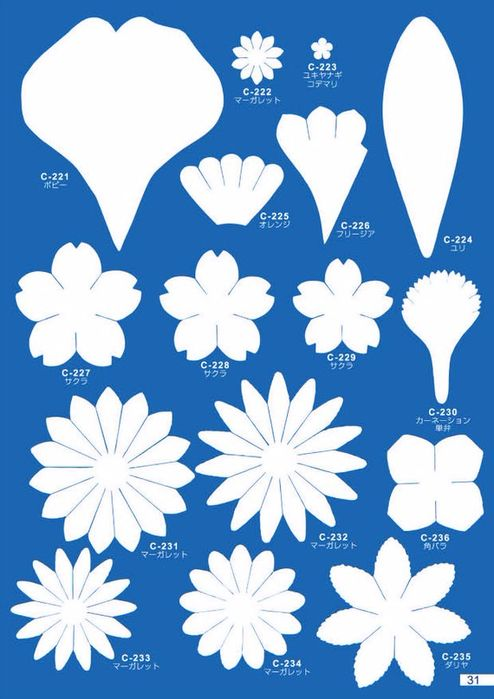 C-222
マーガレット
C-223
ユキヤナギ
コデマリ
C-221
ポピー
C-225
オレンジ
C-226
フリージア
C-224
ユリ
C-227
サクラ
C-228
サクラ
C-229
サクラ
C-230
カーネーション
単弁
C-231
マーガレット
C-232
マーガレット
C-236
角バラ
C-233
マーガレット
C-234
マーガレット
C-235
ダリヤ
31